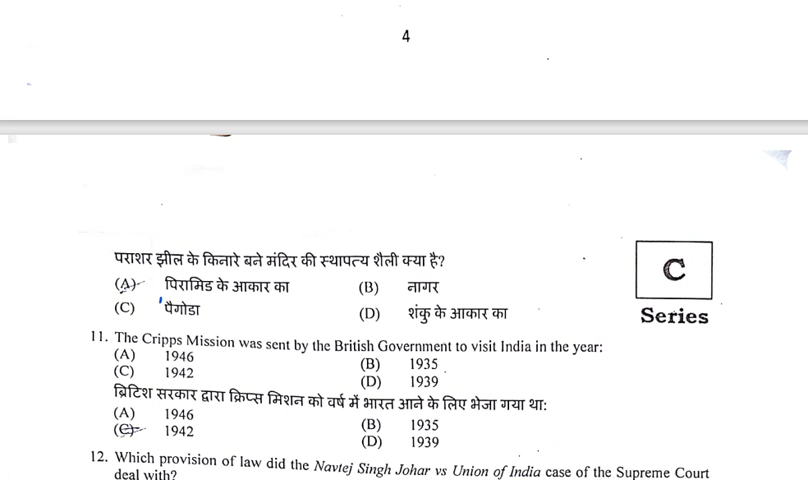 4
पराशर झील के किनारे बने मंदिर की स्थापत्य शैली क्या है?
(A) पिरामिड के आकार का (B) नागर
(C) पैगोडा (D) शंकु के आकार का
C
Series
11. The Cripps Mission was sent by the British Government to visit India in the year:
(A) 1946 (B) 1935
(C) 1942 (D) 1939
ब्रिटिश सरकार द्वारा क्रिप्स मिशन को वर्ष में भारत आने के लिए भेजा गया था:
(A) 1946 (B) 1935
(C) 1942 (D) 1939
12. Which provision of law did the Navtej Singh Johar vs Union of India case of the Supreme Court
deal with?